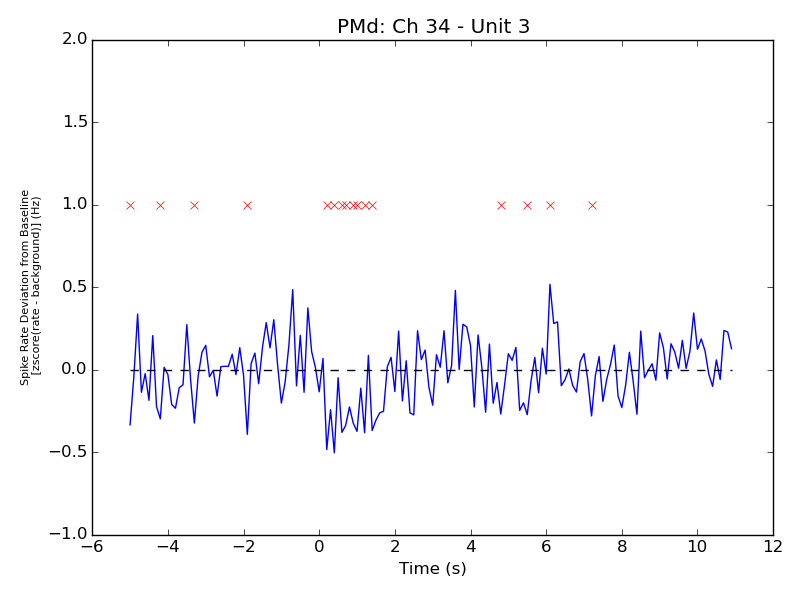 PMd: Ch 34 - Unit 3
2.0
1.5
1.0
0.5
0.0
−0.5
−1.0
Spike Rate Deviation from Baseline
[zscore(rate - background)] (Hz)
−6 −4 −2 0 2 4 6 8 10 12
Time (s)